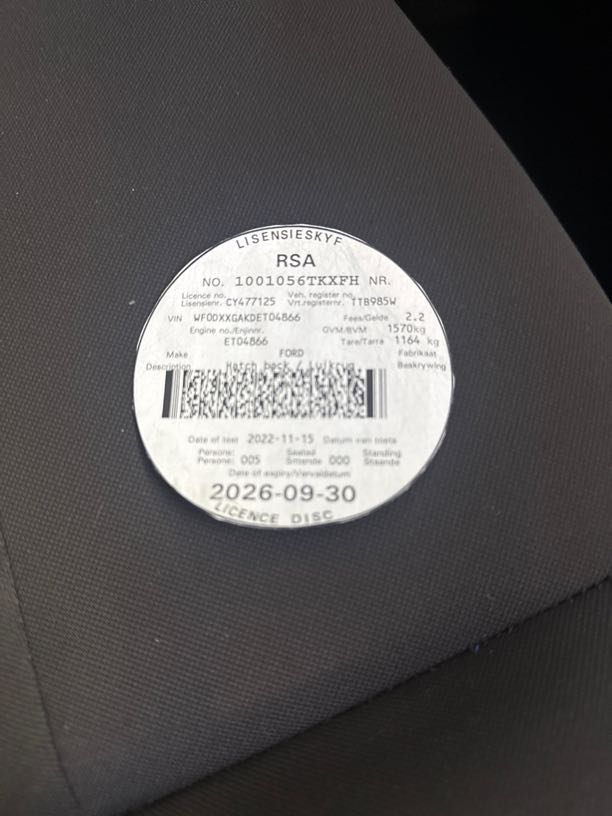 LISENSIESKYF
RSA
NO. 1001056TKXFH NR.
Licence no. Veh. register no.
Lisensienr. CY477125 Vrt.registernr. TTB985W
VIN WF0DXXGAKDET04866 Fees/Gelde 2.2
Engine no./Enjinnr. GVM/BVM 1570kg
ET04866 Tare/Tarra 1164 kg
Make FORD Fabrikaat
Description Hatch back / Beskrywing
Date of test 2022-11-15 Datum van toets
Persons: Seated Standing
Persone: 005 Sittende 000 Staande
Date of expiry/Vervaldatum
2026-09-30
LICENCE DISC